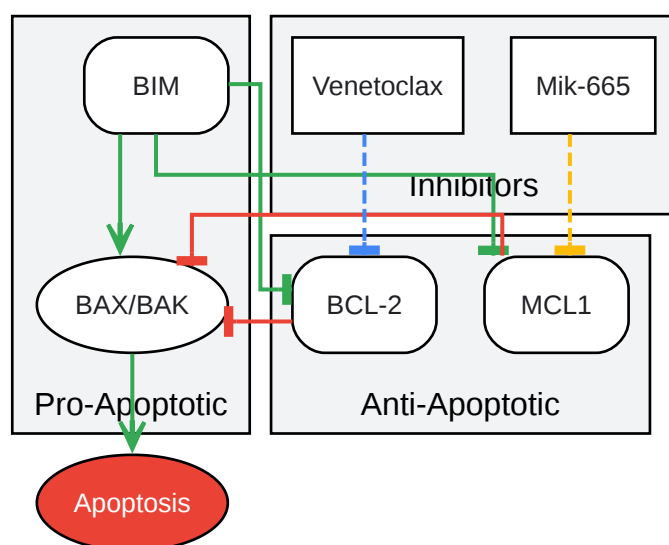 BIM
Venetoclax
Mik-665
Inhibitors
BAX/BAK
BCL-2
MCL1
Pro-Apoptotic
Anti-Apoptotic
Apoptosis